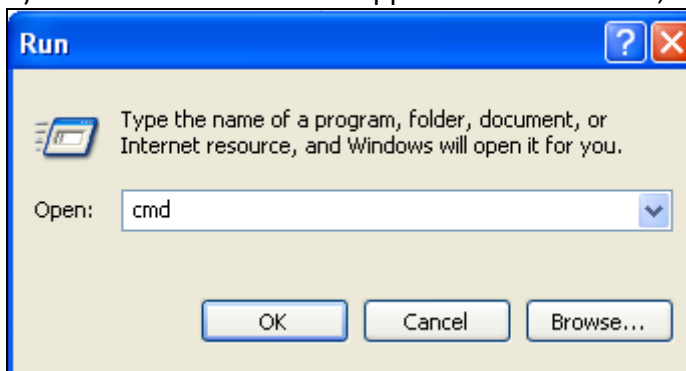 Run
Type the name of a program, folder, document, or
Internet resource, and Windows will open it for you.
Open: cmd
OK Cancel Browse...